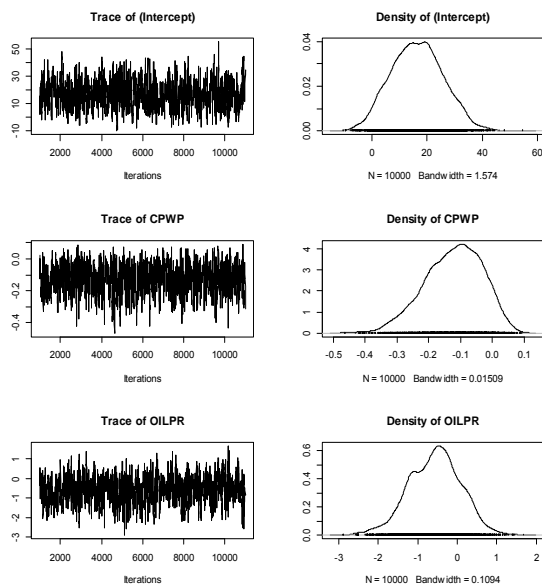 Trace of (Intercept)
50
30
10
-10
2000 4000 6000 8000 10000
Iterations
Density of (Intercept)
0.04
0.02
0.00
0 20 40 60
N = 10000 Bandwidth = 1.574
Trace of CPWP
0.0
-0.2
-0.4
2000 4000 6000 8000 10000
Iterations
Density of CPWP
4
3
2
1
0
-0.5 -0.4 -0.3 -0.2 -0.1 0.0 0.1
N = 10000 Bandwidth = 0.01509
Trace of OILPR
1
0
-1
-2
-3
2000 4000 6000 8000 10000
Iterations
Density of OILPR
0.6
0.4
0.2
0.0
-3 -2 -1 0 1 2
N = 10000 Bandwidth = 0.1094